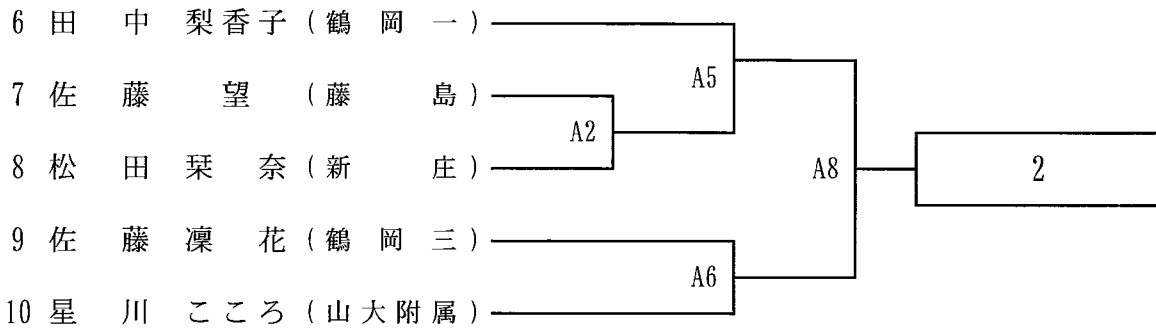 6 田中梨香子(鶴岡一)
A5
7 佐藤望(藤島)
A2
8 松田栞奈(新庄)
A8
2
9 佐藤凜花(鶴岡三)
A6
10 星川こころ(山大附属)